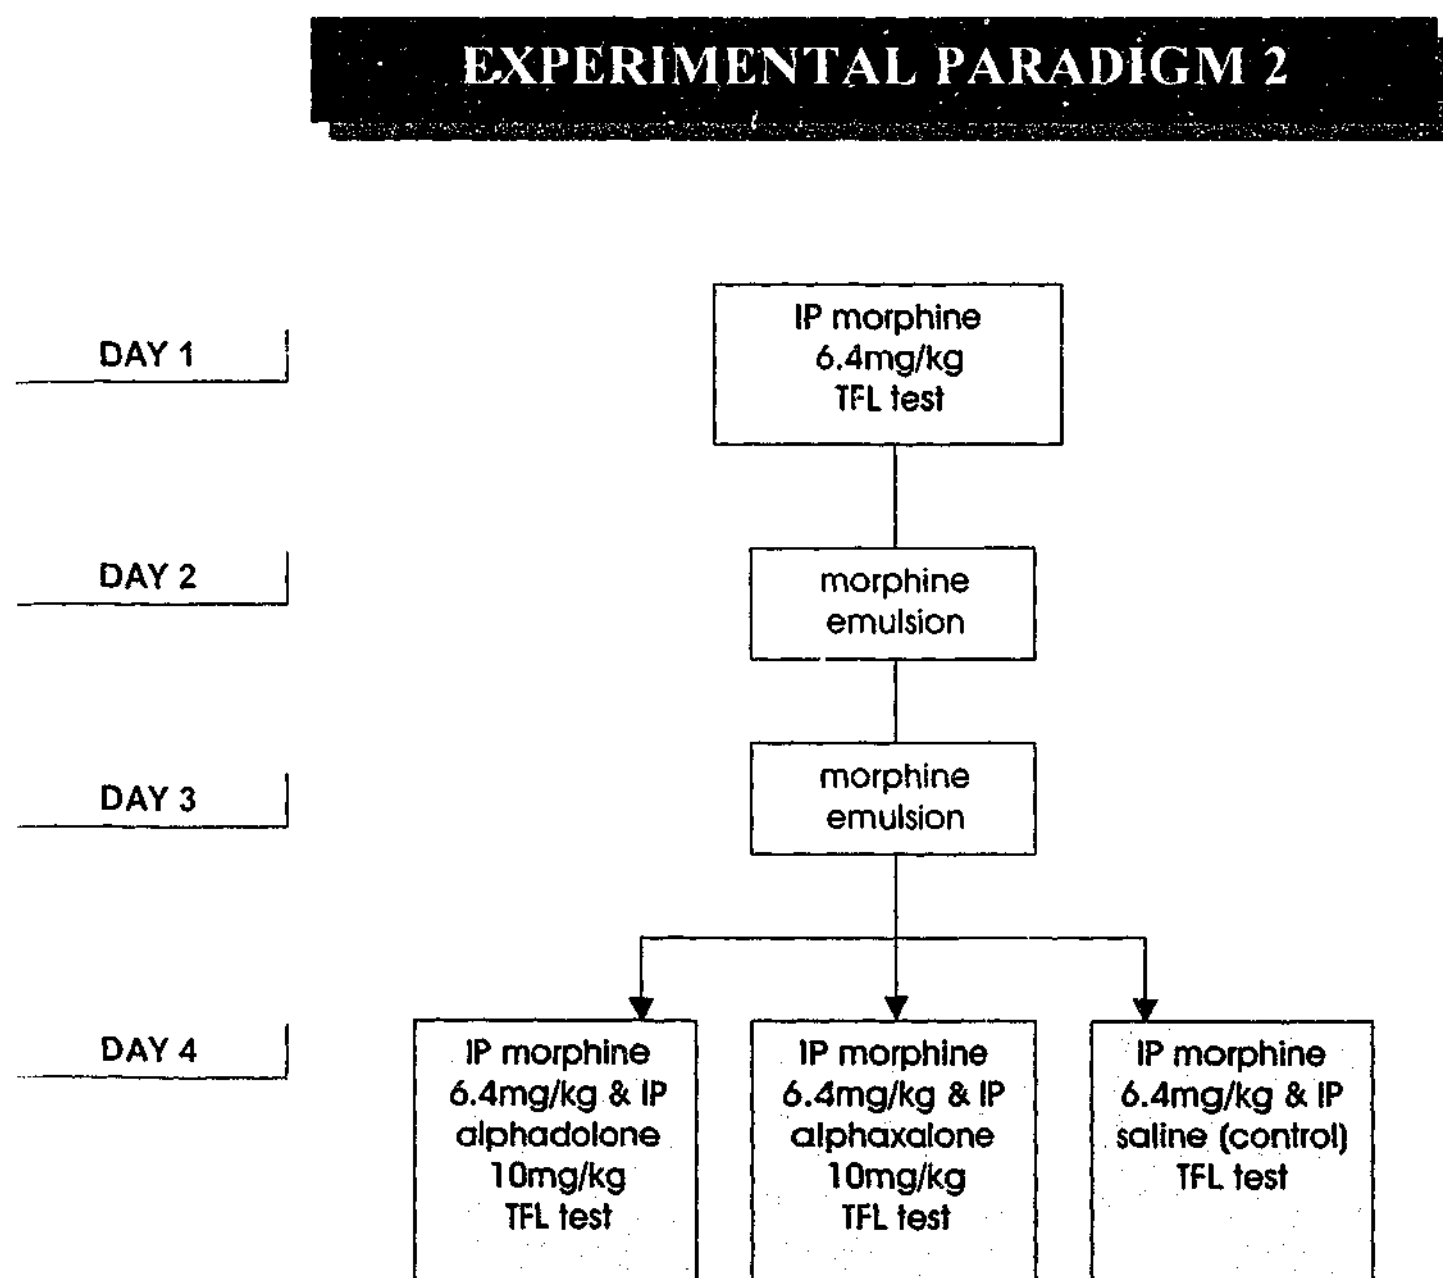 EXPERIMENTAL PARADIGM 2
DAY 1
IP morphine
6.4mg/kg
TFL test
DAY 2
morphine
emulsion
DAY 3
morphine
emulsion
DAY 4
IP morphine
6.4mg/kg & IP
alphadolone
10mg/kg
TFL test
IP morphine
6.4mg/kg & IP
alphaxalone
10mg/kg
TFL test
IP morphine
6.4mg/kg & IP
saline (control)
TFL test